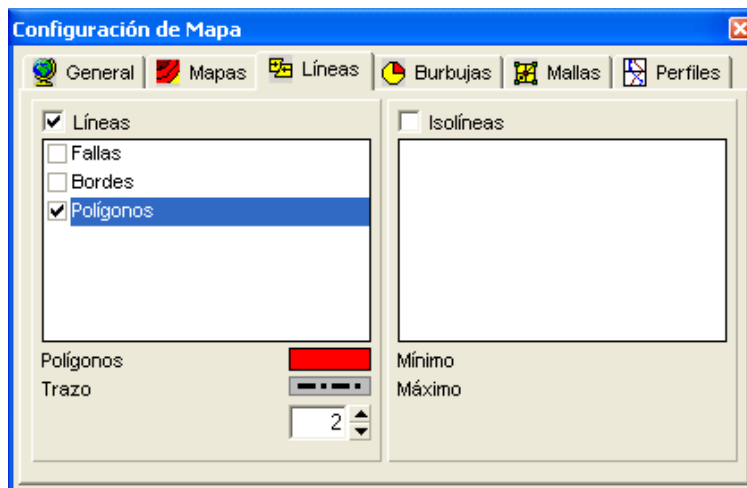 Configuración de Mapa
General Mapas Líneas Burbujas Mallas Perfiles
Líneas
Fallas
Bordes
Polígonos
Polígonos
Trazo
2
Isolíneas
Mínimo
Máximo